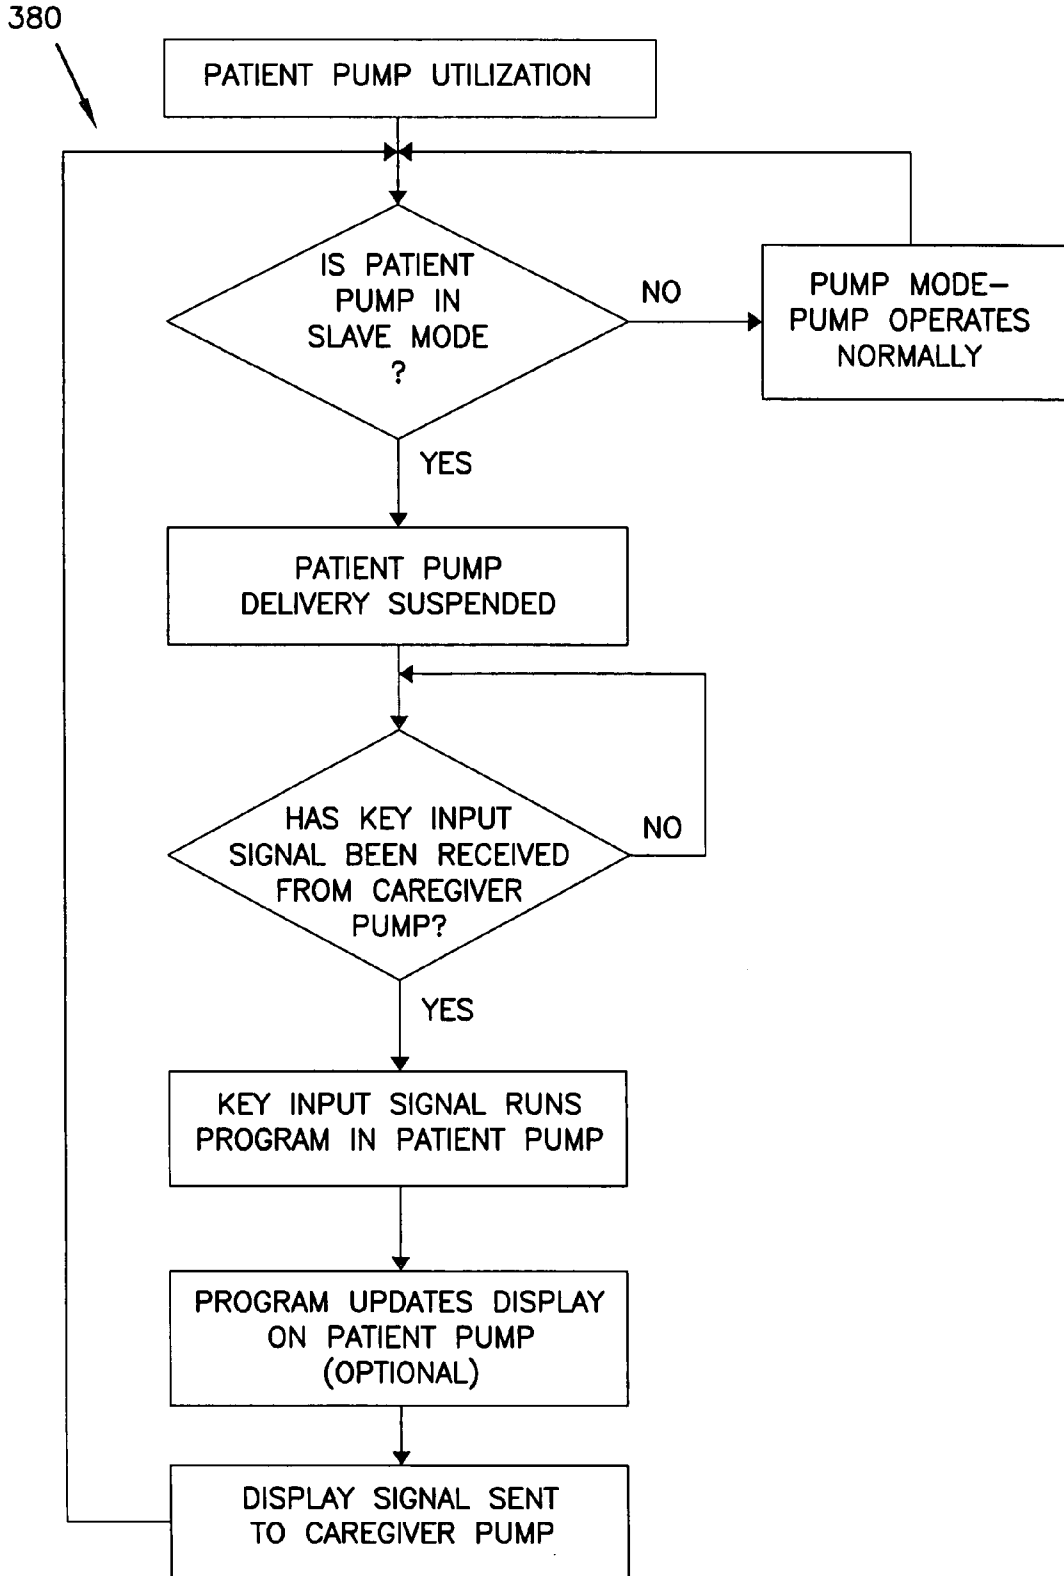 380
PATIENT PUMP UTILIZATION
IS PATIENT
PUMP IN
SLAVE MODE
?
NO
PUMP MODE–
PUMP OPERATES
NORMALLY
YES
PATIENT PUMP
DELIVERY SUSPENDED
HAS KEY INPUT
SIGNAL BEEN RECEIVED
FROM CAREGIVER
PUMP?
NO
YES
KEY INPUT SIGNAL RUNS
PROGRAM IN PATIENT PUMP
PROGRAM UPDATES DISPLAY
ON PATIENT PUMP
(OPTIONAL)
DISPLAY SIGNAL SENT
TO CAREGIVER PUMP